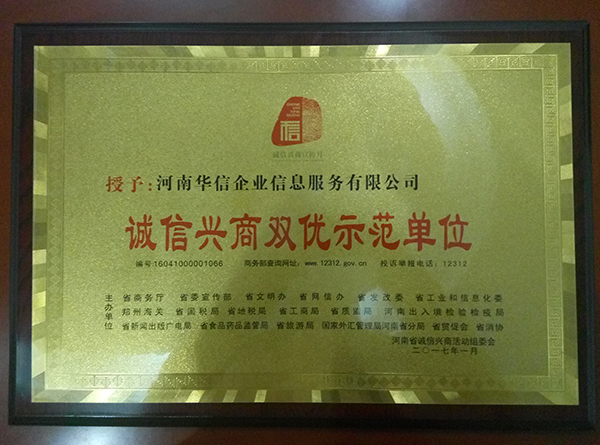 信
诚信兴商宣传月
授予:河南华信企业信息服务有限公司
诚信兴商双优示范单位
编号:16041000001066 商务部查询网址:www.12312.gov.cn 投诉举报电话:12312
主办单位
省商务厅 省委宣传部 省文明办 省网信办 省发改委 省工业和信息化委
郑州海关 省国税局 省地税局 省工商局 省质监局 河南出入境检验检疫局
省新闻出版广电局 省食品药品监管局 省旅游局 国家外汇管理局河南省分局 省贸促会 省消协
河南省诚信兴商活动组委会
二〇一七年一月